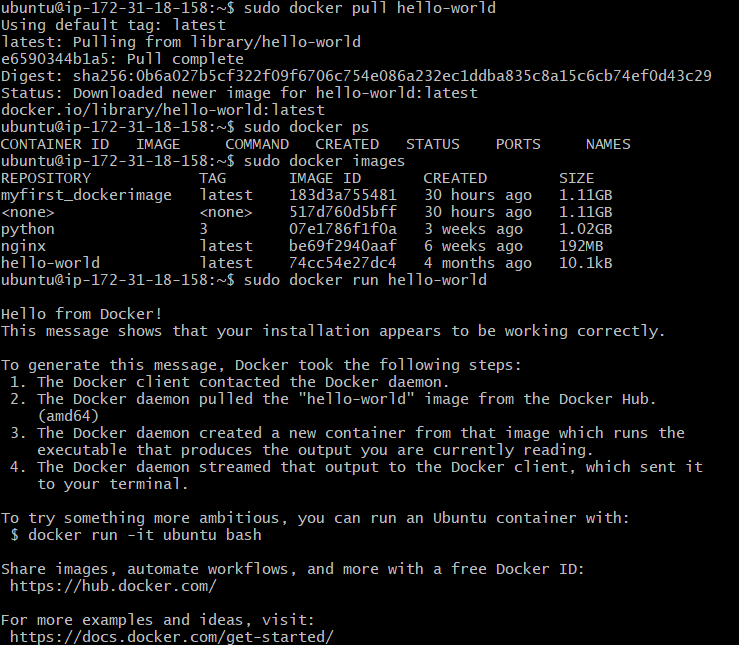 ubuntu@ip-172-31-18-158:~$ sudo docker pull hello-world
Using default tag: latest
latest: Pulling from library/hello-world
e6590344b1a5: Pull complete
Digest: sha256:0b6a027b5cf322f09f6706c754e086a232ec1ddba835c8a15c6cb74ef0d43c29
Status: Downloaded newer image for hello-world:latest
docker.io/library/hello-world:latest
ubuntu@ip-172-31-18-158:~$ sudo docker ps
CONTAINER ID   IMAGE     COMMAND   CREATED   STATUS    PORTS     NAMES
ubuntu@ip-172-31-18-158:~$ sudo docker images
REPOSITORY            TAG       IMAGE ID       CREATED        SIZE
myfirst_dockerimage   latest    183d3a755481   30 hours ago   1.11GB
<none>                <none>    517d760d5bff   30 hours ago   1.11GB
python                3         07e1786f1f0a   3 weeks ago    1.02GB
nginx                 latest    be69f2940aaf   6 weeks ago    192MB
hello-world           latest    74cc54e27dc4   4 months ago   10.1kB
ubuntu@ip-172-31-18-158:~$ sudo docker run hello-world

Hello from Docker!
This message shows that your installation appears to be working correctly.

To generate this message, Docker took the following steps:
 1. The Docker client contacted the Docker daemon.
 2. The Docker daemon pulled the "hello-world" image from the Docker Hub.
    (amd64)
 3. The Docker daemon created a new container from that image which runs the
    executable that produces the output you are currently reading.
 4. The Docker daemon streamed that output to the Docker client, which sent it
    to your terminal.

To try something more ambitious, you can run an Ubuntu container with:
 $ docker run -it ubuntu bash

Share images, automate workflows, and more with a free Docker ID:
 https://hub.docker.com/

For more examples and ideas, visit:
 https://docs.docker.com/get-started/